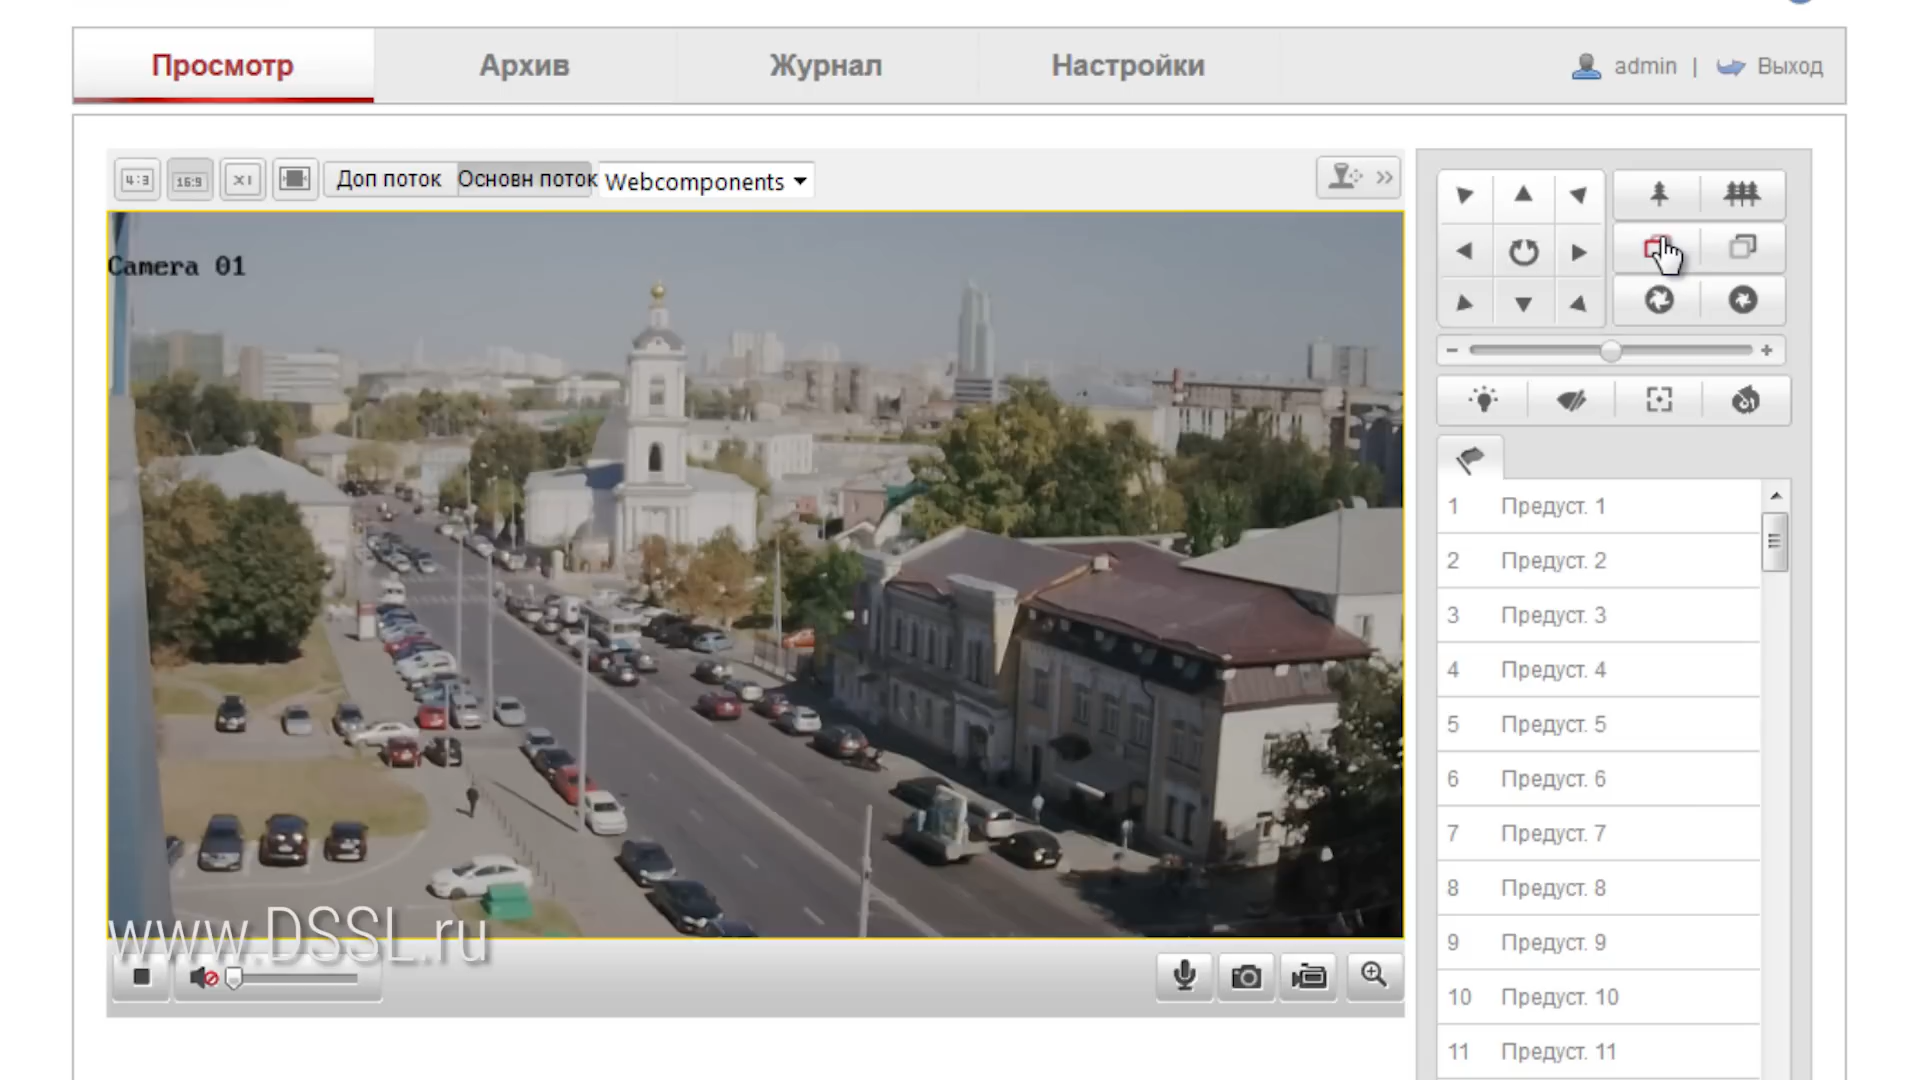 Просмотр
Архив
Журнал
Настройки
admin | Выход
4:3
16:9
X1
Доп поток
Основн поток
Webcomponents
Camera 01
www.DSSL.ru
1 Предуст. 1
2 Предуст. 2
3 Предуст. 3
4 Предуст. 4
5 Предуст. 5
6 Предуст. 6
7 Предуст. 7
8 Предуст. 8
9 Предуст. 9
10 Предуст. 10
11 Предуст. 11